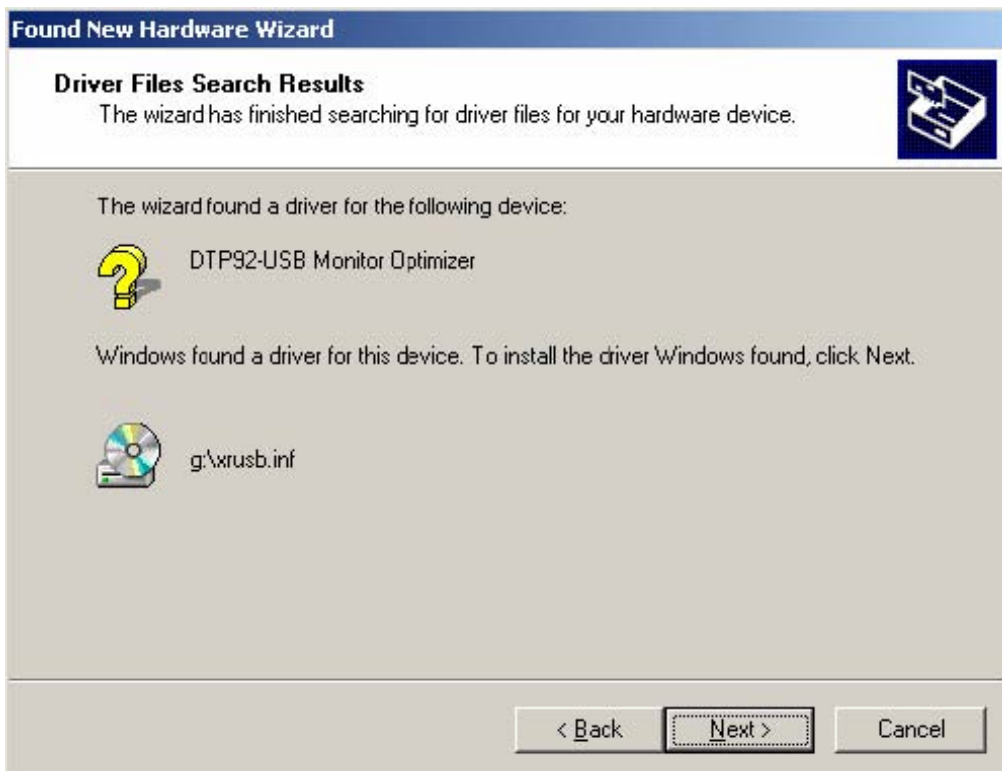 Found New Hardware Wizard
Driver Files Search Results
The wizard has finished searching for driver files for your hardware device.
The wizard found a driver for the following device:
DTP92-USB Monitor Optimizer
Windows found a driver for this device. To install the driver Windows found, click Next.
g:\xrusb.inf
< Back
Next >
Cancel